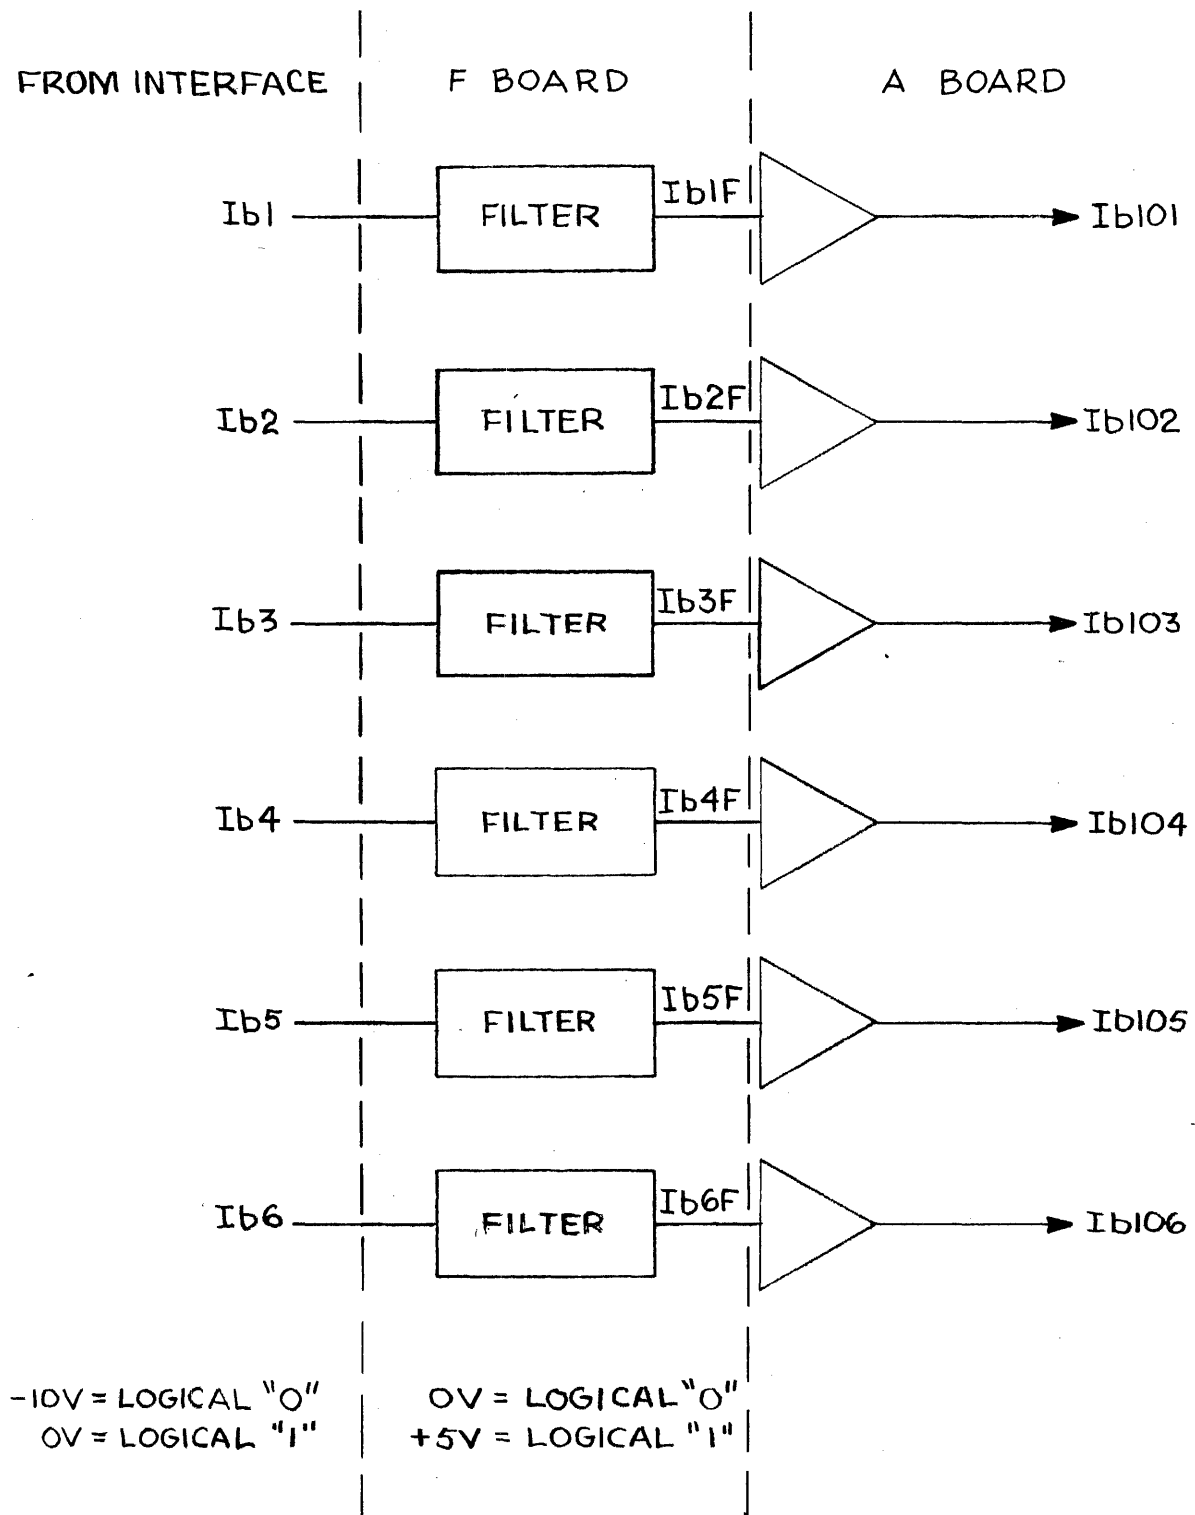 FROM INTERFACE F BOARD A BOARD
Ib1 FILTER Ib1F Ib101
Ib2 FILTER Ib2F Ib102
Ib3 FILTER Ib3F Ib103
Ib4 FILTER Ib4F Ib104
Ib5 FILTER Ib5F Ib105
Ib6 FILTER Ib6F Ib106
-10V = LOGICAL "0" 0V = LOGICAL "0"
0V = LOGICAL "1" +5V = LOGICAL "1"